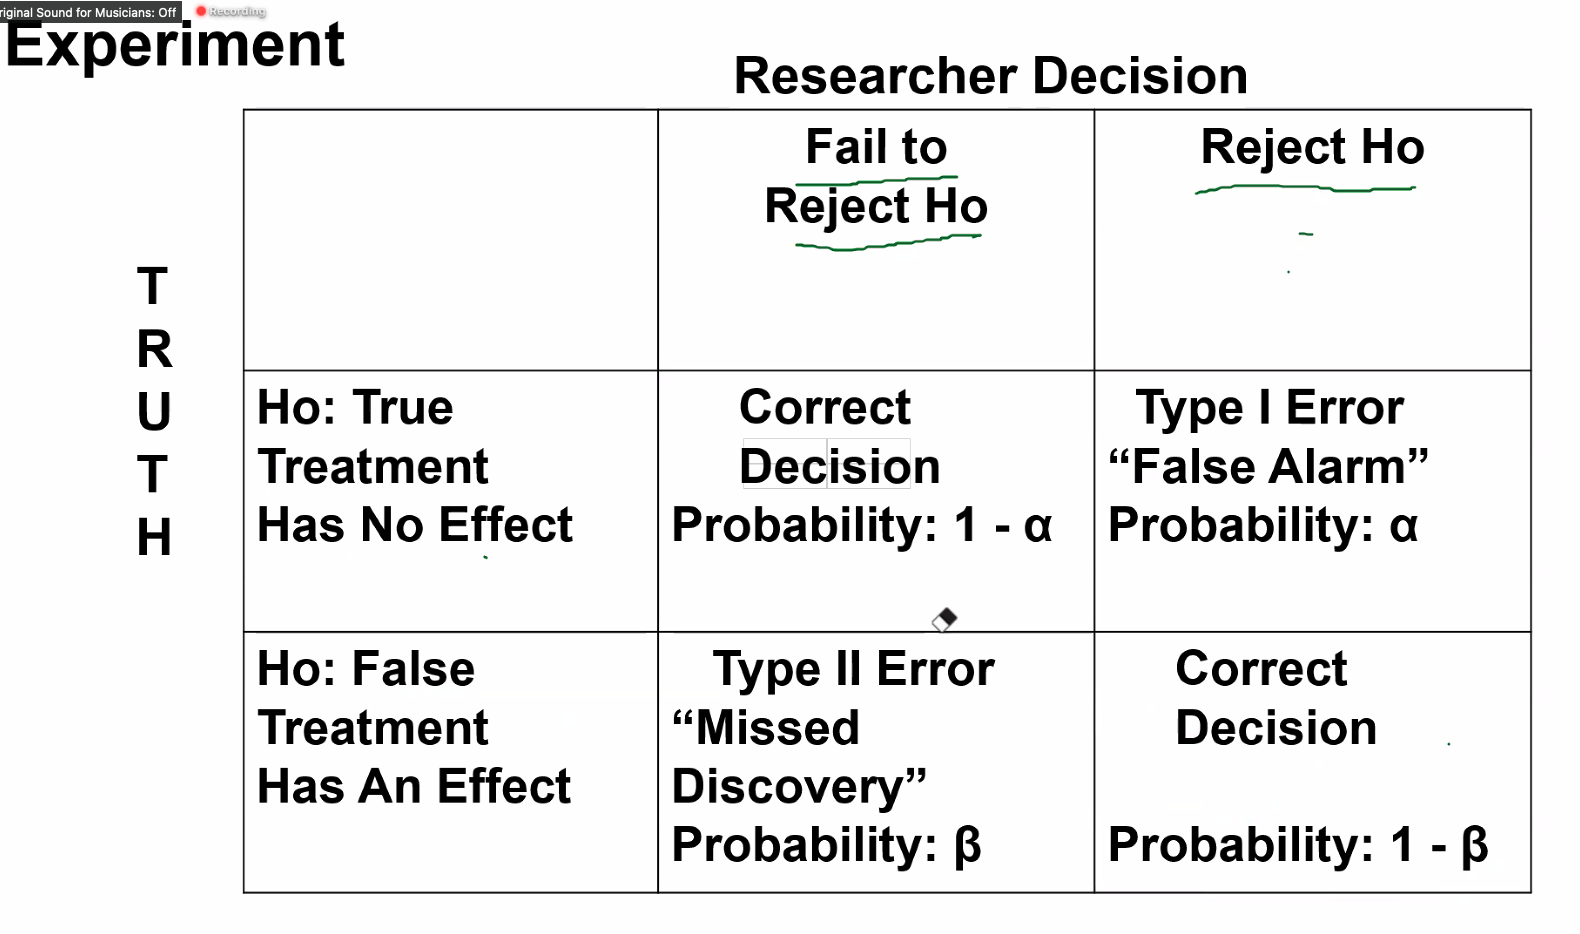 riginal Sound for Musicians: Off
Recording
Experiment
Researcher Decision
Fail to
Reject Ho
Reject Ho
T
R
U
T
H
Ho: True
Treatment
Has No Effect
Correct
Decision
Probability: 1 - α
Type I Error
“False Alarm”
Probability: α
Ho: False
Treatment
Has An Effect
Type II Error
“Missed
Discovery”
Probability: β
Correct
Decision
Probability: 1 - β